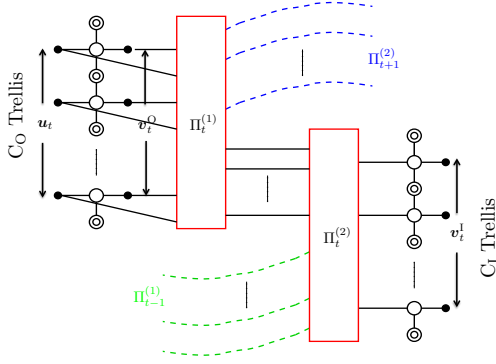 C_O Trellis
u_t
v_t^O
Π_t^{(1)}
Π_{t+1}^{(2)}
Π_{t-1}^{(1)}
Π_t^{(2)}
v_t^I
C_I Trellis